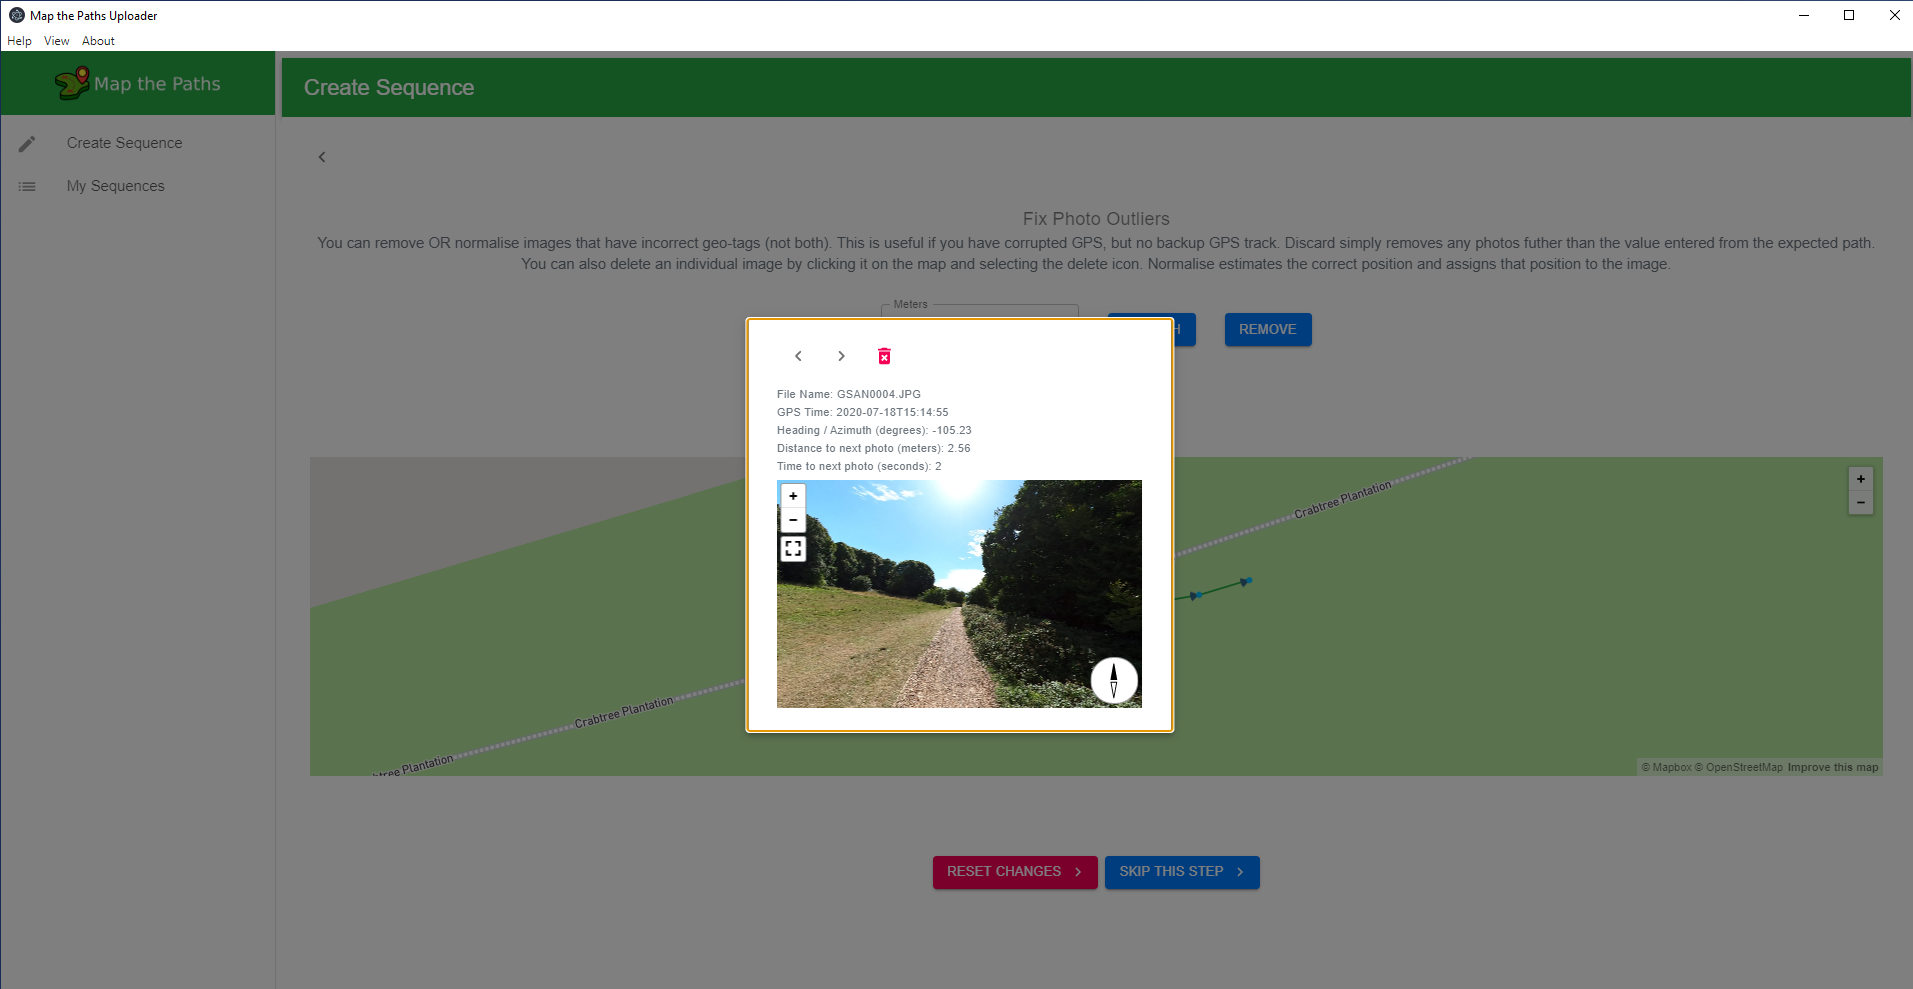 Map the Paths Uploader
Help View About
Map the Paths
Create Sequence
Create Sequence
My Sequences
Fix Photo Outliers
You can remove OR normalise images that have incorrect geo-tags (not both). This is useful if you have corrupted GPS, but no backup GPS track. Discard simply removes any photos futher than the value entered from the expected path.
You can also delete an individual image by clicking it on the map and selecting the delete icon. Normalise estimates the correct position and assigns that position to the image.
Meters
H
REMOVE
File Name: GSAN0004.JPG
GPS Time: 2020-07-18T15:14:55
Heading / Azimuth (degrees): -105.23
Distance to next photo (meters): 2.56
Time to next photo (seconds): 2
+
−
+
−
Crabtree Plantation
Crabtree Plantation
btree Plantation
© Mapbox © OpenStreetMap Improve this map
RESET CHANGES
SKIP THIS STEP